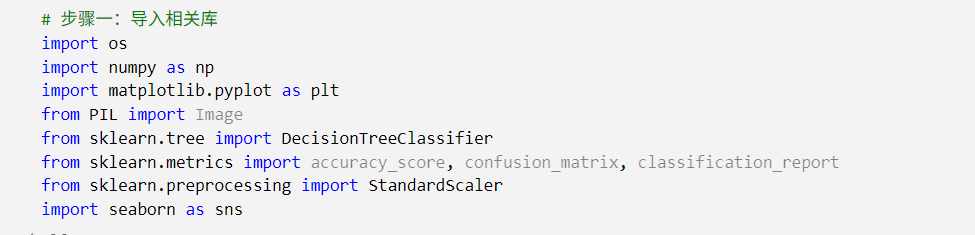 # 步骤一：导入相关库
import os
import numpy as np
import matplotlib.pyplot as plt
from PIL import Image
from sklearn.tree import DecisionTreeClassifier
from sklearn.metrics import accuracy_score, confusion_matrix, classification_report
from sklearn.preprocessing import StandardScaler
import seaborn as sns